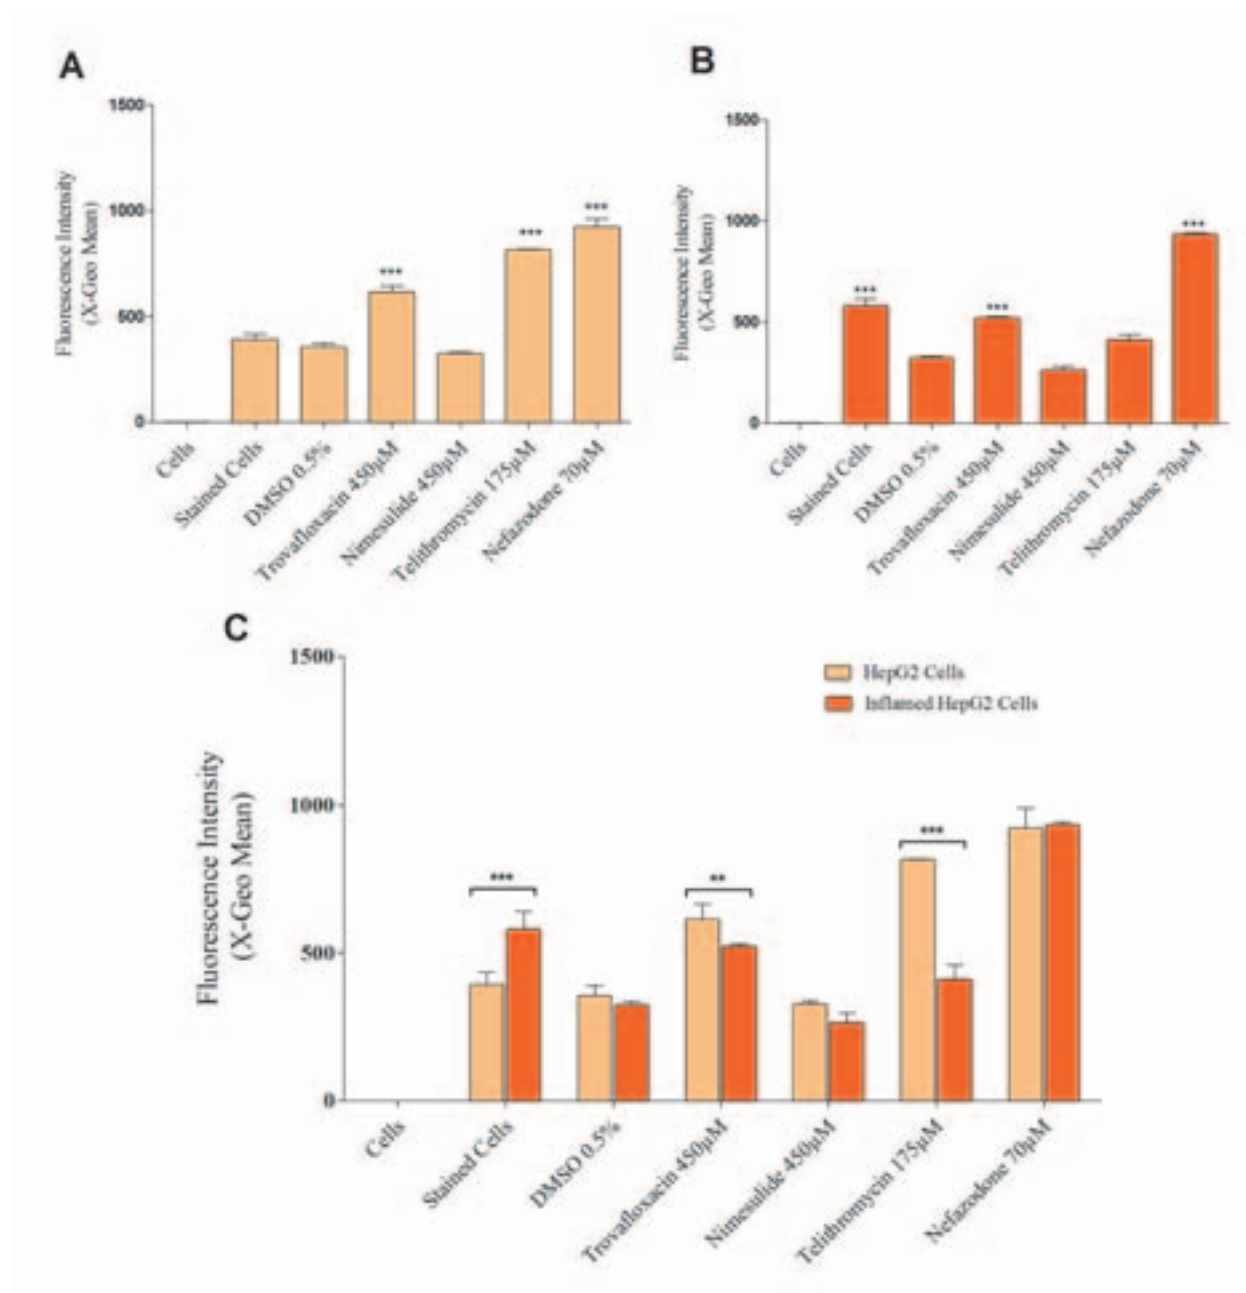 A
Fluorescence Intensity
(X-Geo Mean)
1500
1000
500
0
***
***
***
Cells
Stained Cells
DMSO 0.5%
Trovafloxacin 450µM
Nimesulide 450µM
Telithromycin 175µM
Nefazodone 70µM
B
Fluorescence Intensity
(X-Geo Mean)
1500
1000
500
0
***
***
***
Cells
Stained Cells
DMSO 0.5%
Trovafloxacin 450µM
Nimesulide 450µM
Telithromycin 175µM
Nefazodone 70µM
C
Fluorescence Intensity
(X-Geo Mean)
1500
1000
500
0
HepG2 Cells
Inflamed HepG2 Cells
***
**
***
Cells
Stained Cells
DMSO 0.5%
Trovafloxacin 450µM
Nimesulide 450µM
Telithromycin 175µM
Nefazodone 70µM